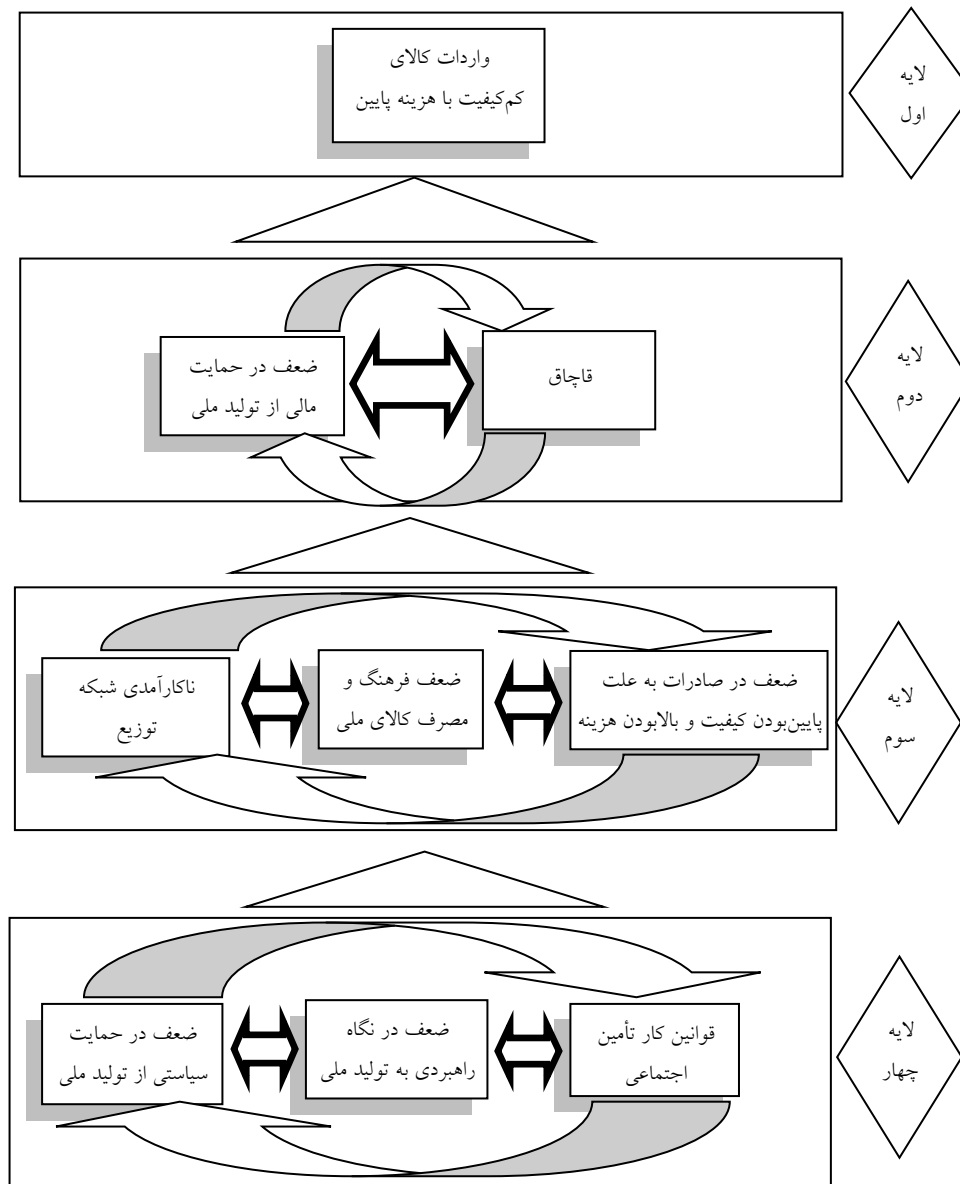 واردات کالای
کم‌کیفیت با هزینه پایین
لایه
اول
قاچاق
ضعف در حمایت
مالی از تولید ملی
لایه
دوم
ضعف در صادرات به علت
پایین‌بودن کیفیت و بالابودن هزینه
ضعف فرهنگ و
مصرف کالای ملی
ناکارآمدی شبکه
توزیع
لایه
سوم
قوانین کار تأمین
اجتماعی
ضعف در نگاه
راهبردی به تولید ملی
ضعف در حمایت
سیاستی از تولید ملی
لایه
چهار